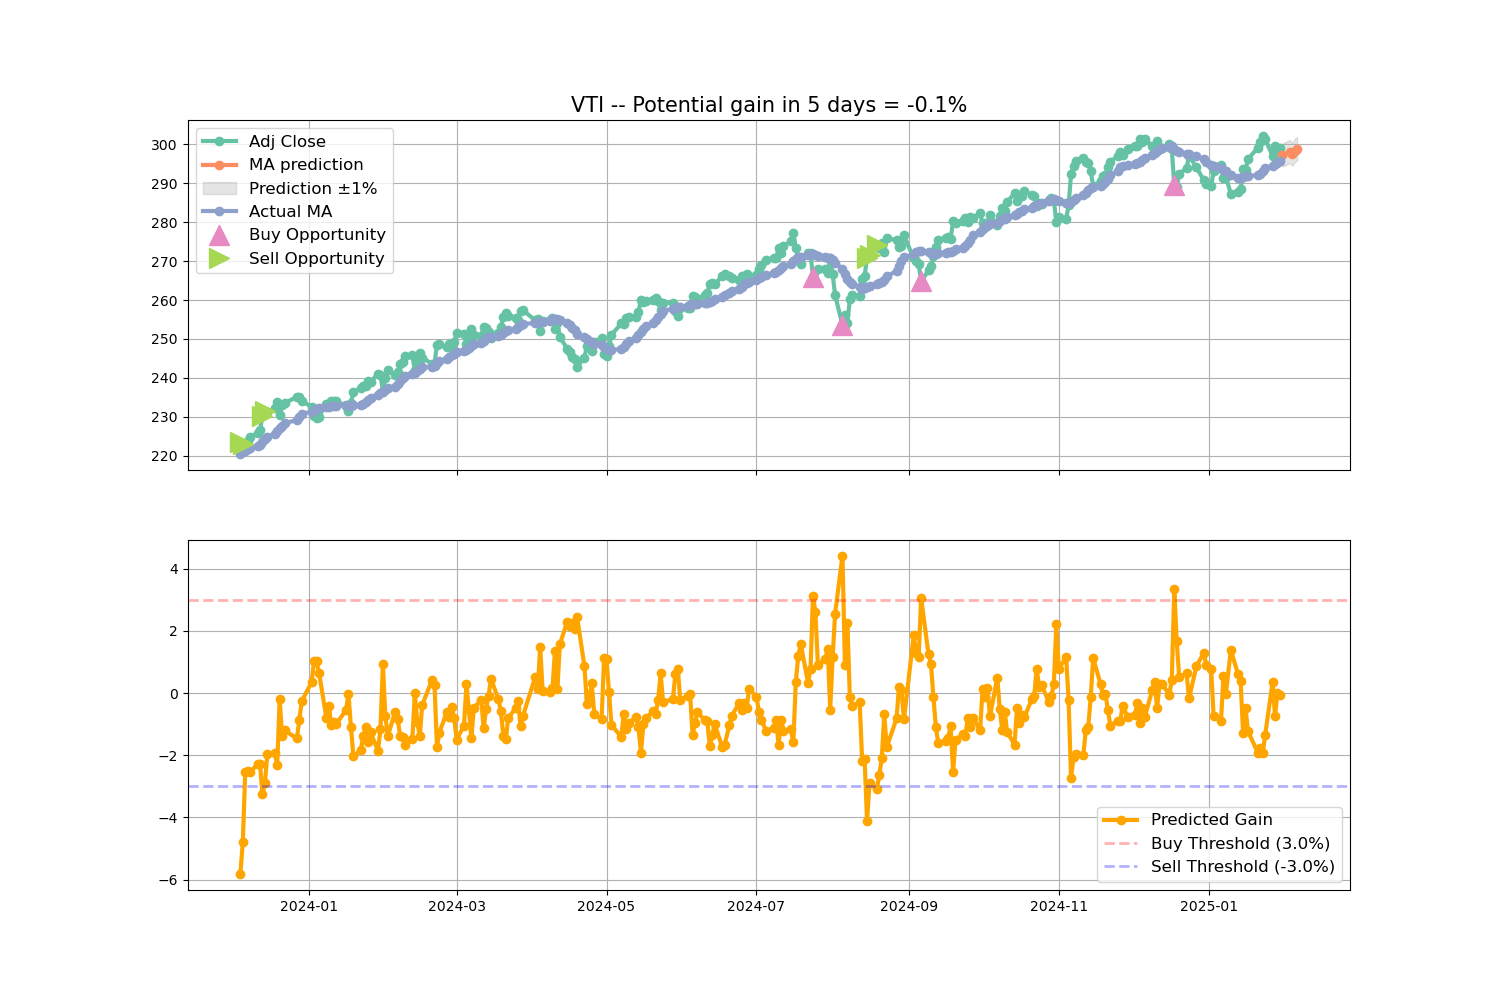 VTI -- Potential gain in 5 days = -0.1%
Adj Close
MA prediction
Prediction ±1%
Actual MA
Buy Opportunity
Sell Opportunity
300
290
280
270
260
250
240
230
220
4
2
0
−2
−4
−6
Predicted Gain
Buy Threshold (3.0%)
Sell Threshold (-3.0%)
2024-01 2024-03 2024-05 2024-07 2024-09 2024-11 2025-01